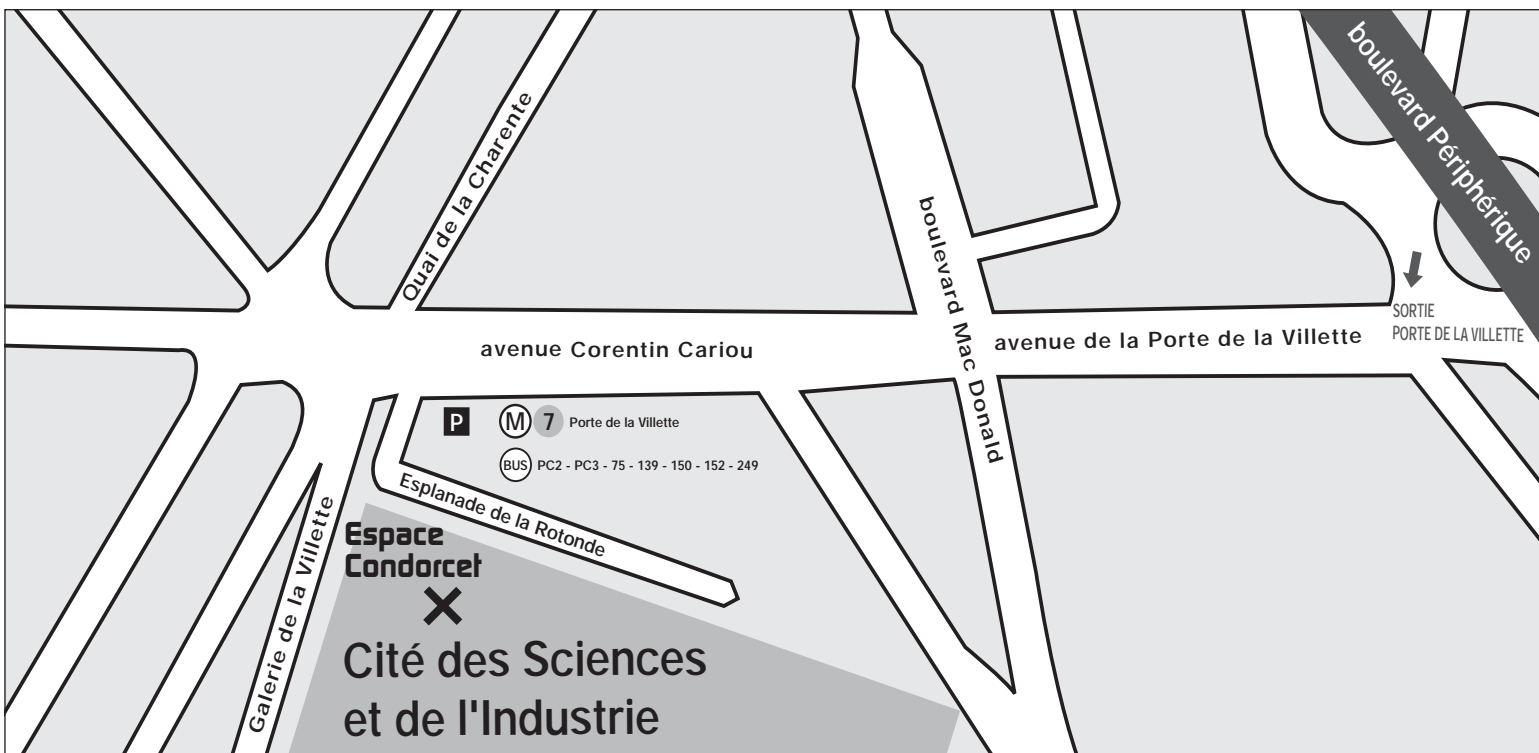 boulevard Périphérique
Quai de la Charente
boulevard Mac Donald
SORTIE
PORTE DE LA VILLETTE
avenue Corentin Cariou
avenue de la Porte de la Villette
P
M 7 Porte de la Villette
BUS PC2 - PC3 - 75 - 139 - 150 - 152 - 249
Esplanade de la Rotonde
Galerie de la Villette
Espace
Condorcet
Cité des Sciences
et de l'Industrie